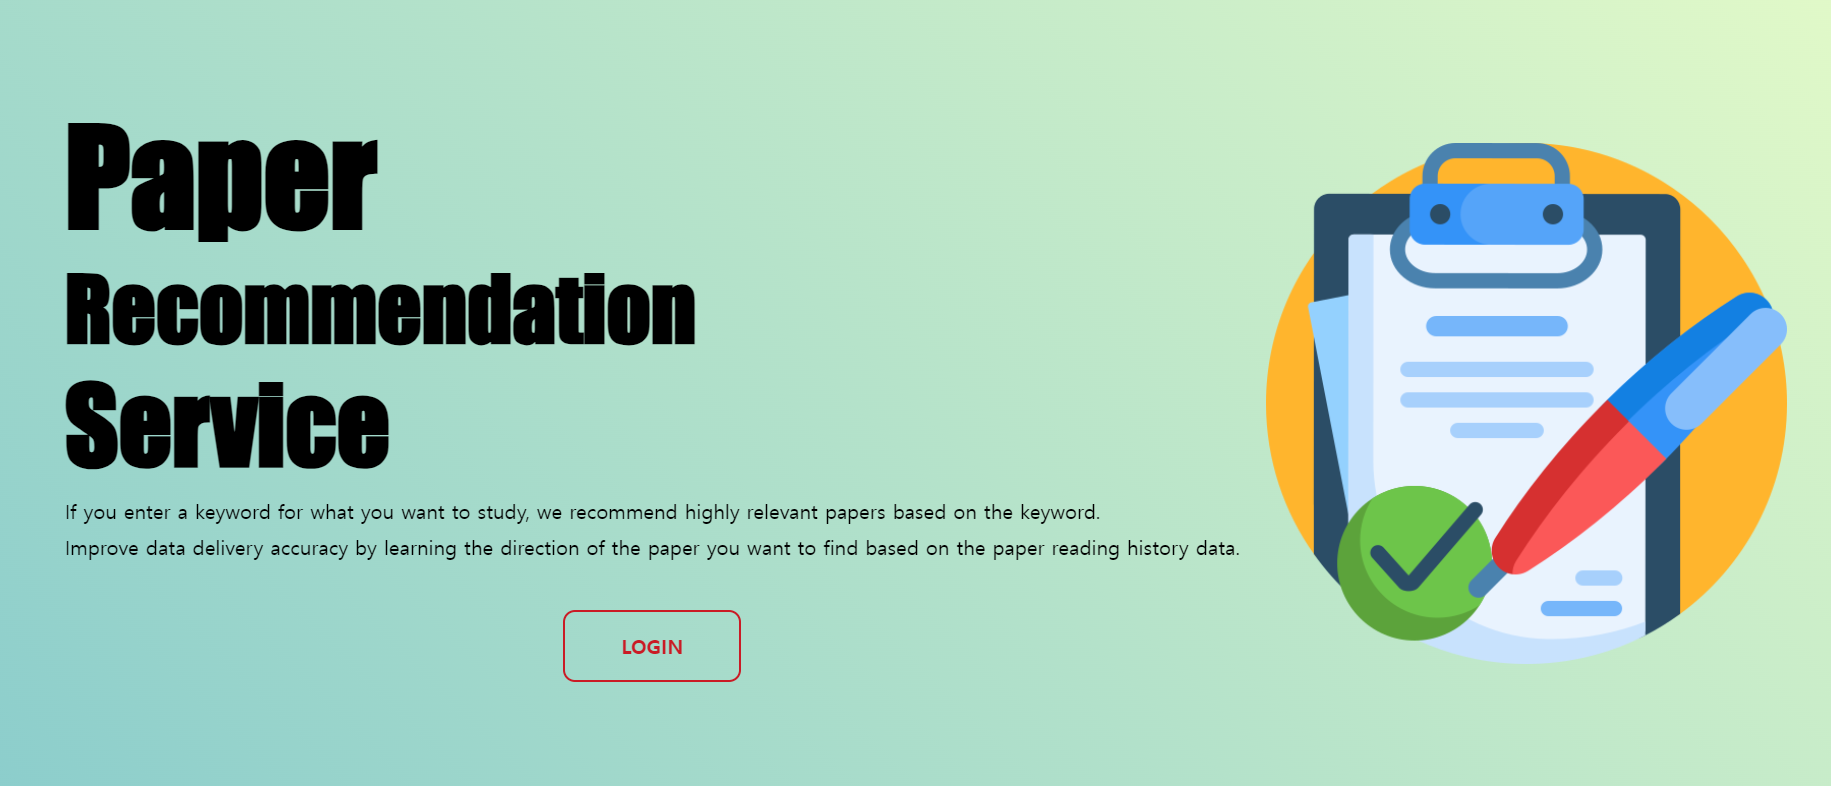 Paper
Recommendation
Service
If you enter a keyword for what you want to study, we recommend highly relevant papers based on the keyword.
Improve data delivery accuracy by learning the direction of the paper you want to find based on the paper reading history data.
LOGIN